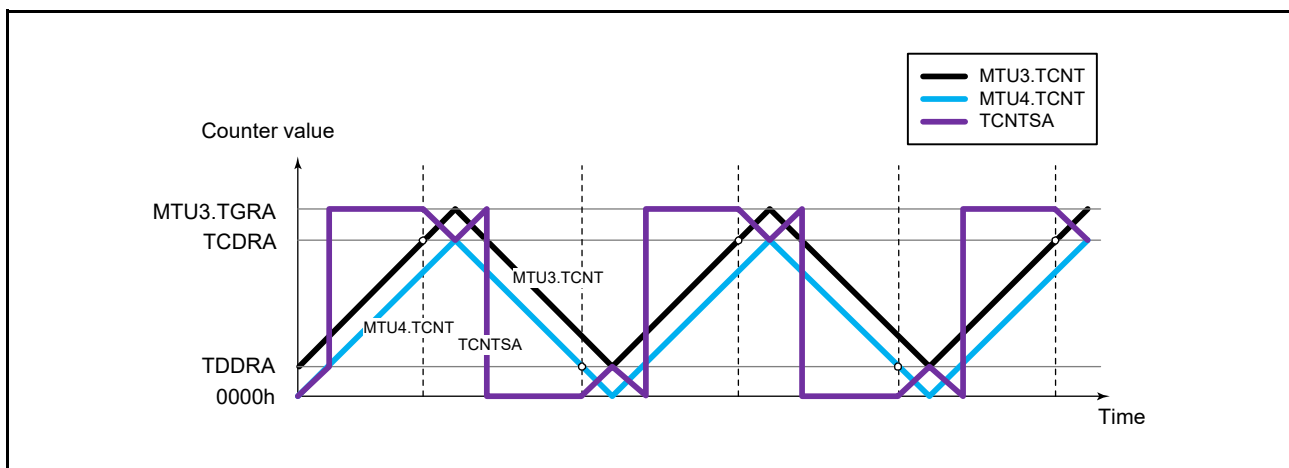 MTU3.TCNT
MTU4.TCNT
TCNTSA
Counter value
MTU3.TGRA
TCDRA
MTU3.TCNT
MTU4.TCNT
TCNTSA
TDDRA
0000h
Time